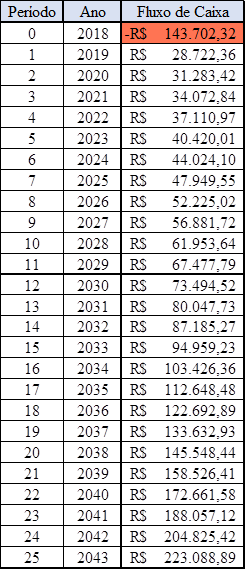 Período Ano Fluxo de Caixa
0 2018 -R$ 143.702,32
1 2019 R$ 28.722,36
2 2020 R$ 31.283,42
3 2021 R$ 34.072,84
4 2022 R$ 37.110,97
5 2023 R$ 40.420,01
6 2024 R$ 44.024,10
7 2025 R$ 47.949,55
8 2026 R$ 52.225,02
9 2027 R$ 56.881,72
10 2028 R$ 61.953,64
11 2029 R$ 67.477,79
12 2030 R$ 73.494,52
13 2031 R$ 80.047,73
14 2032 R$ 87.185,27
15 2033 R$ 94.959,23
16 2034 R$ 103.426,36
17 2035 R$ 112.648,48
18 2036 R$ 122.692,89
19 2037 R$ 133.632,93
20 2038 R$ 145.548,44
21 2039 R$ 158.526,41
22 2040 R$ 172.661,58
23 2041 R$ 188.057,12
24 2042 R$ 204.825,42
25 2043 R$ 223.088,89